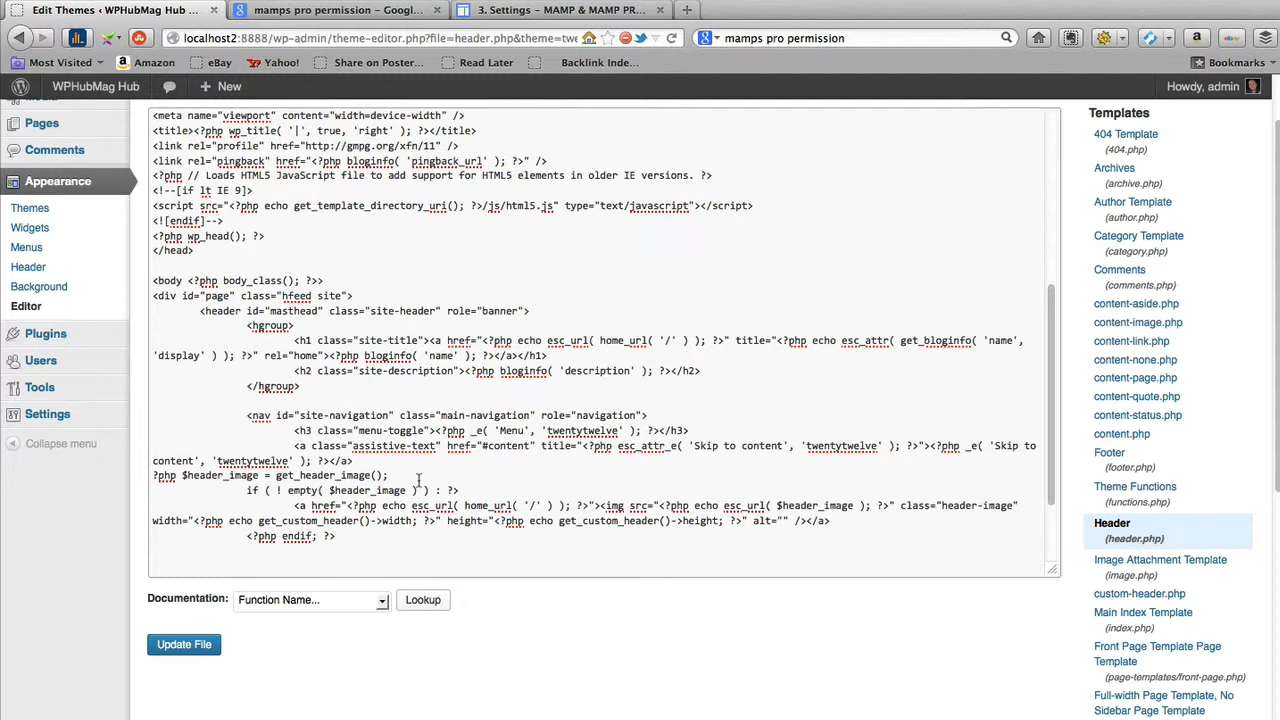 Edit Themes ‹ WPHubMag Hub ...
mamps pro permission – Googl...
3. Settings – MAMP & MAMP PR...
localhost2:8888/wp-admin/theme-editor.php?file=header.php&theme=twe
mamps pro permission
Most Visited
Amazon
eBay
Yahoo!
Share on Poster...
Read Later
Backlink Inde...
Bookmarks
WPHubMag Hub
New
Howdy, admin
Pages
Comments
Appearance
Themes
Widgets
Menus
Header
Background
Editor
Plugins
Users
Tools
Settings
Collapse menu
<meta name="viewport" content="width=device-width" />
<title><?php wp_title( '|', true, 'right' ); ?></title>
<link rel="profile" href="http://gmpg.org/xfn/11" />
<link rel="pingback" href="<?php bloginfo( 'pingback_url' ); ?>" />
<?php // Loads HTML5 JavaScript file to add support for HTML5 elements in older IE versions. ?>
<!--[if lt IE 9]>
<script src="<?php echo get_template_directory_uri(); ?>/js/html5.js" type="text/javascript"></script>
<![endif]-->
<?php wp_head(); ?>
</head>
<body <?php body_class(); ?>>
<div id="page" class="hfeed site">
<header id="masthead" class="site-header" role="banner">
<hgroup>
<h1 class="site-title"><a href="<?php echo esc_url( home_url( '/' ) ); ?>" title="<?php echo esc_attr( get_bloginfo( 'name',
'display' ) ); ?>" rel="home"><?php bloginfo( 'name' ); ?></a></h1>
<h2 class="site-description"><?php bloginfo( 'description' ); ?></h2>
</hgroup>
<nav id="site-navigation" class="main-navigation" role="navigation">
<h3 class="menu-toggle"><?php _e( 'Menu', 'twentytwelve' ); ?></h3>
<a class="assistive-text" href="#content" title="<?php esc_attr_e( 'Skip to content', 'twentytwelve' ); ?>"><?php _e( 'Skip to
content', 'twentytwelve' ); ?></a>
?php $header_image = get_header_image();
if ( ! empty( $header_image ) ) : ?>
<a href="<?php echo esc_url( home_url( '/' ) ); ?>"><img src="<?php echo esc_url( $header_image ); ?>" class="header-image"
width="<?php echo get_custom_header()->width; ?>" height="<?php echo get_custom_header()->height; ?>" alt="" /></a>
<?php endif; ?>
Documentation:
Function Name...
Lookup
Update File
Templates
404 Template
(404.php)
Archives
(archive.php)
Author Template
(author.php)
Category Template
(category.php)
Comments
(comments.php)
content-aside.php
content-image.php
content-link.php
content-none.php
content-page.php
content-quote.php
content-status.php
content.php
Footer
(footer.php)
Theme Functions
(functions.php)
Header
(header.php)
Image Attachment Template
(image.php)
custom-header.php
Main Index Template
(index.php)
Front Page Template Page
Template
(page-templates/front-page.php)
Full-width Page Template, No
Sidebar Page Template